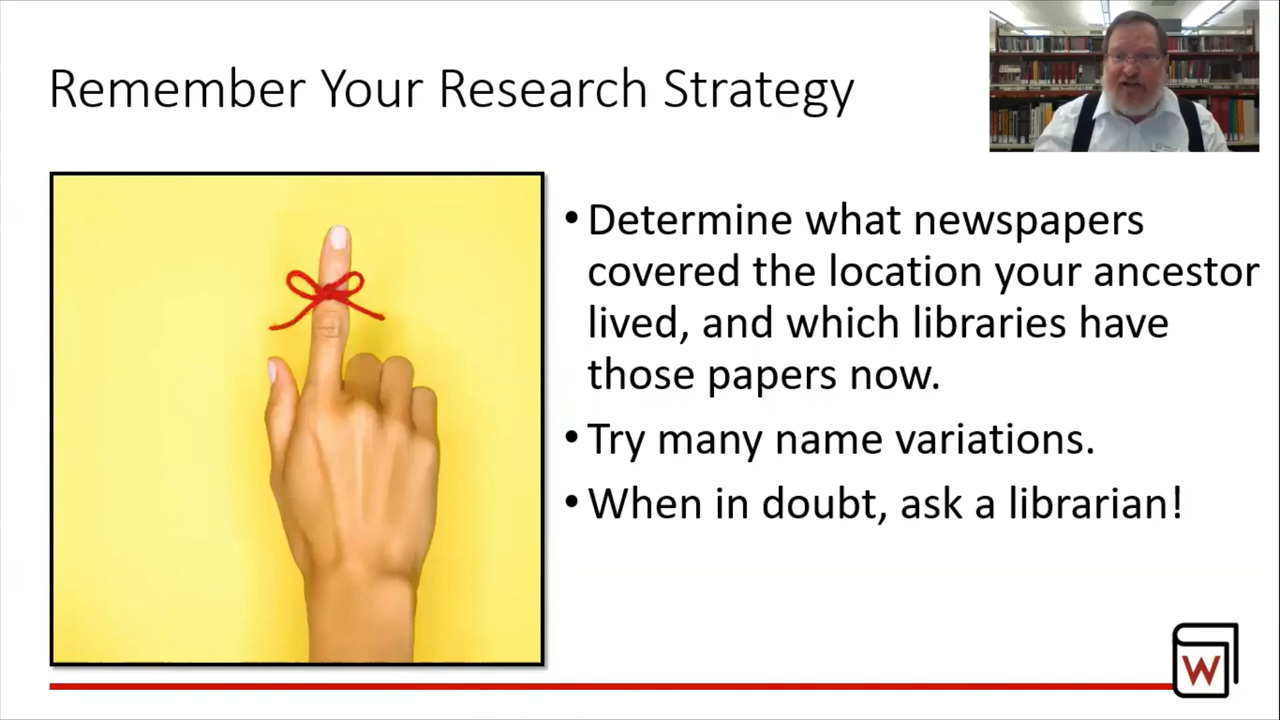 Remember Your Research Strategy
• Determine what newspapers
covered the location your ancestor
lived, and which libraries have
those papers now.
• Try many name variations.
• When in doubt, ask a librarian!
W